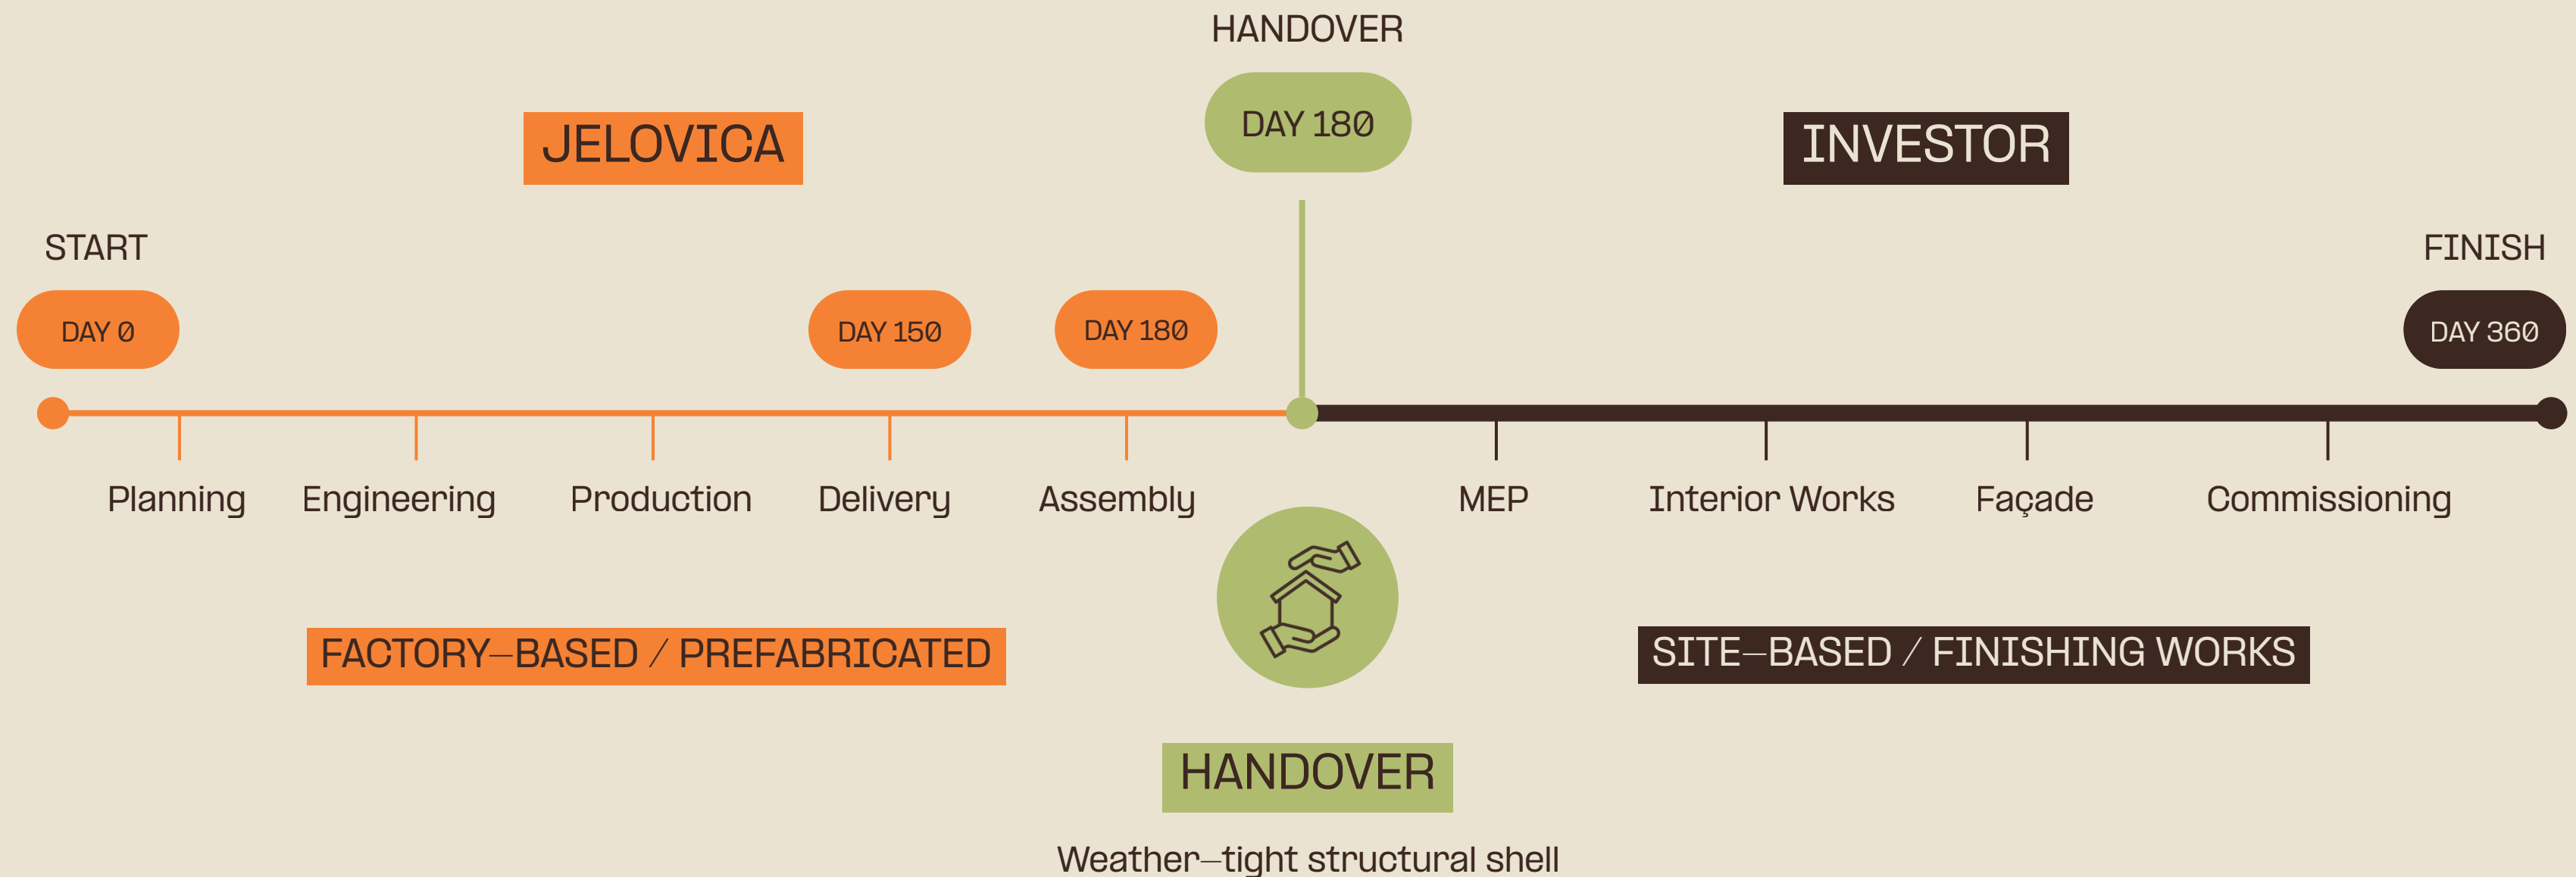 HANDOVER
DAY 180
JELOVICA
INVESTOR
START
FINISH
DAY 0
DAY 150
DAY 180
DAY 360
Planning
Engineering
Production
Delivery
Assembly
MEP
Interior Works
Façade
Commissioning
FACTORY–BASED / PREFABRICATED
SITE–BASED / FINISHING WORKS
HANDOVER
Weather–tight structural shell